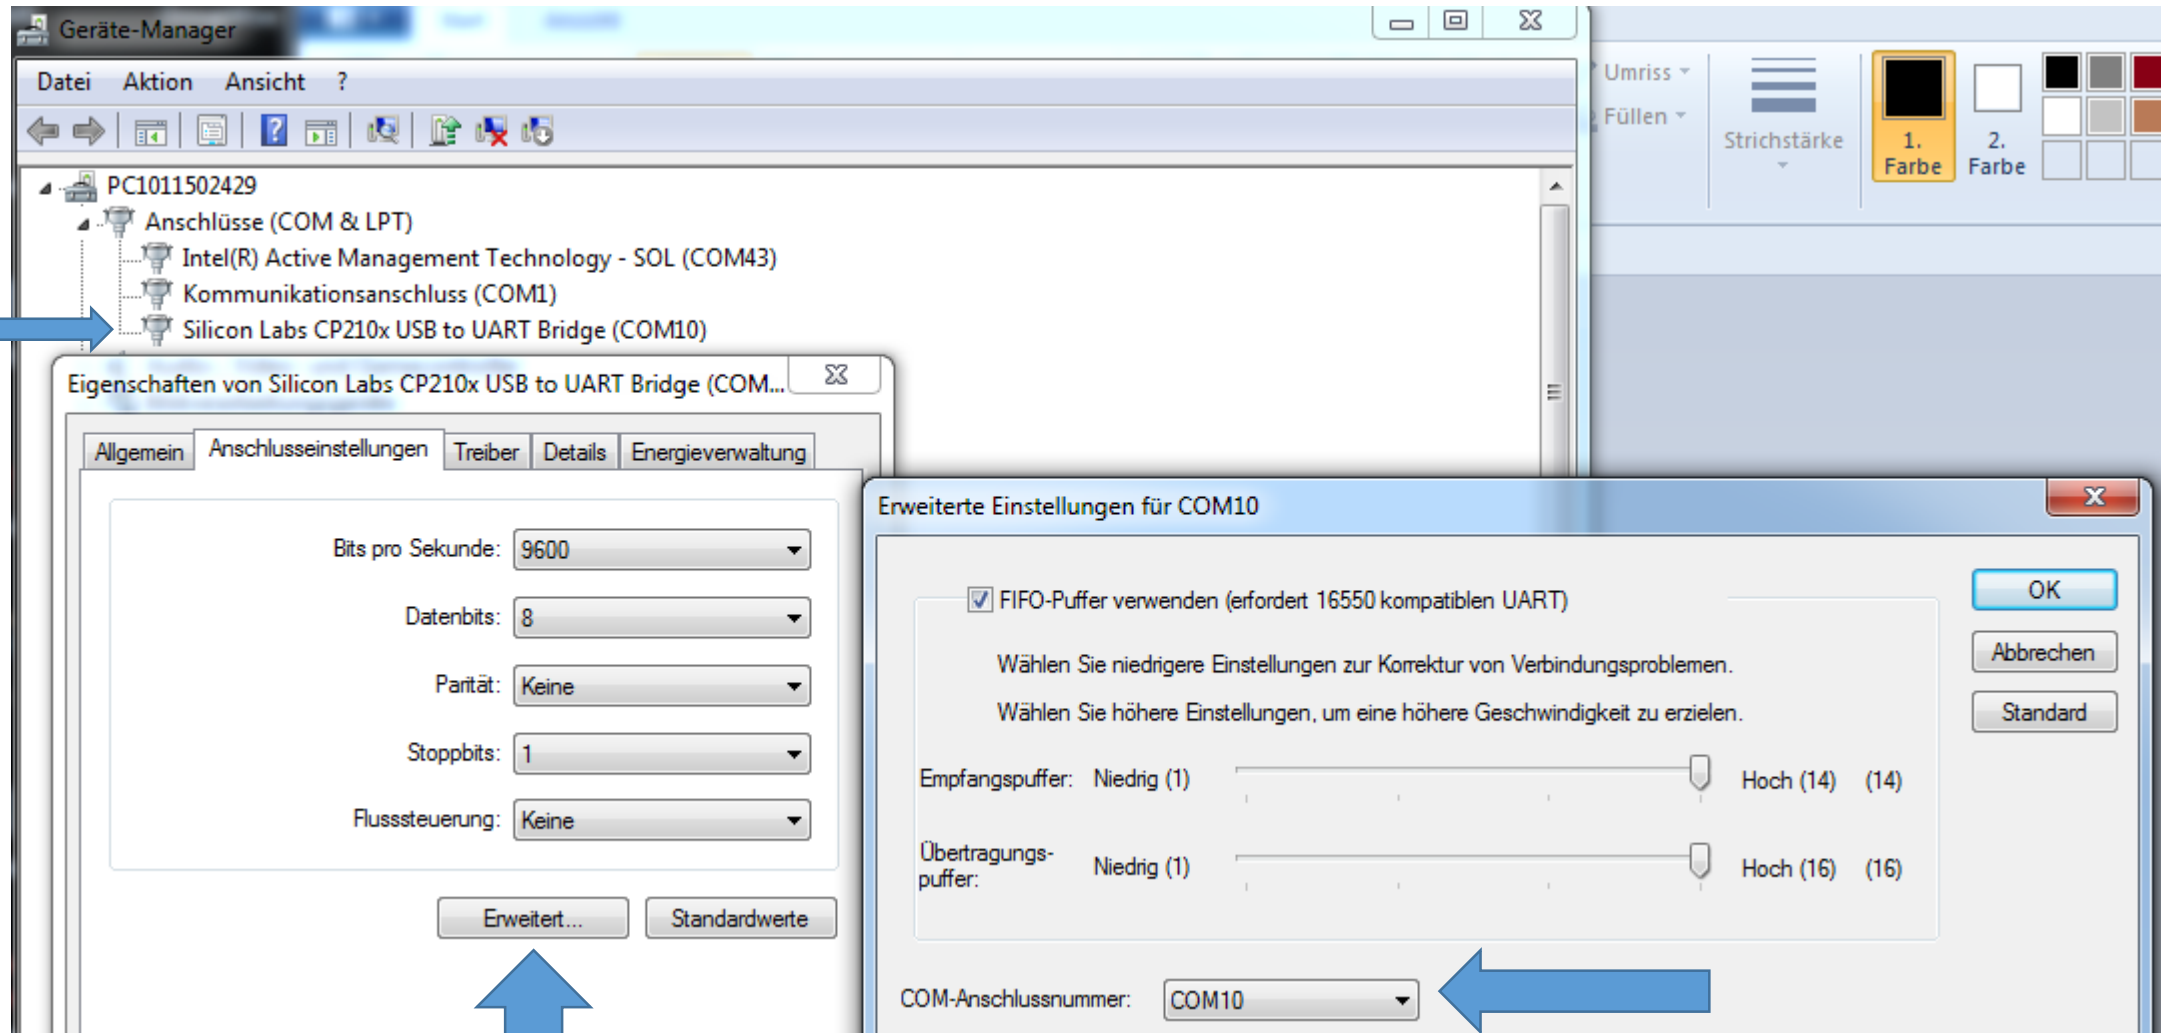 Geräte-Manager
Datei Aktion Ansicht ?
PC1011502429
Anschlüsse (COM & LPT)
Intel(R) Active Management Technology - SOL (COM43)
Kommunikationsanschluss (COM1)
Silicon Labs CP210x USB to UART Bridge (COM10)
Umriss
Füllen
Strichstärke
1.
Farbe
2.
Farbe
Eigenschaften von Silicon Labs CP210x USB to UART Bridge (COM...
Allgemein Anschlusseinstellungen Treiber Details Energieverwaltung
Bits pro Sekunde: 9600
Datenbits: 8
Parität: Keine
Stoppbits: 1
Flusssteuerung: Keine
Erweitert... Standardwerte
Erweiterte Einstellungen für COM10
FIFO-Puffer verwenden (erfordert 16550 kompatiblen UART)
Wählen Sie niedrigere Einstellungen zur Korrektur von Verbindungsproblemen.
Wählen Sie höhere Einstellungen, um eine höhere Geschwindigkeit zu erzielen.
Empfangspuffer: Niedrig (1) Hoch (14) (14)
Übertragungs-
puffer: Niedrig (1) Hoch (16) (16)
COM-Anschlussnummer: COM10
OK
Abbrechen
Standard